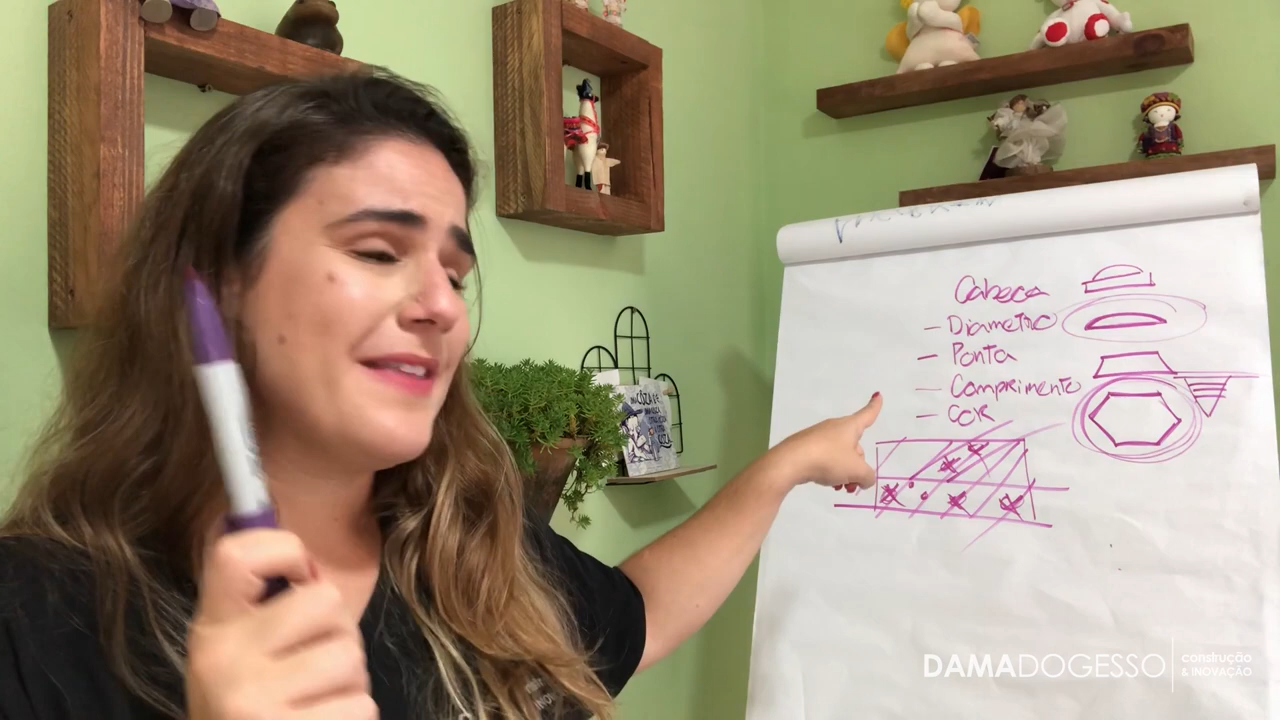 Cabeça
- Diametro
- Ponta
- Comprimento
- COR
DAMADOGESSO
construção
& INOVAÇÃO